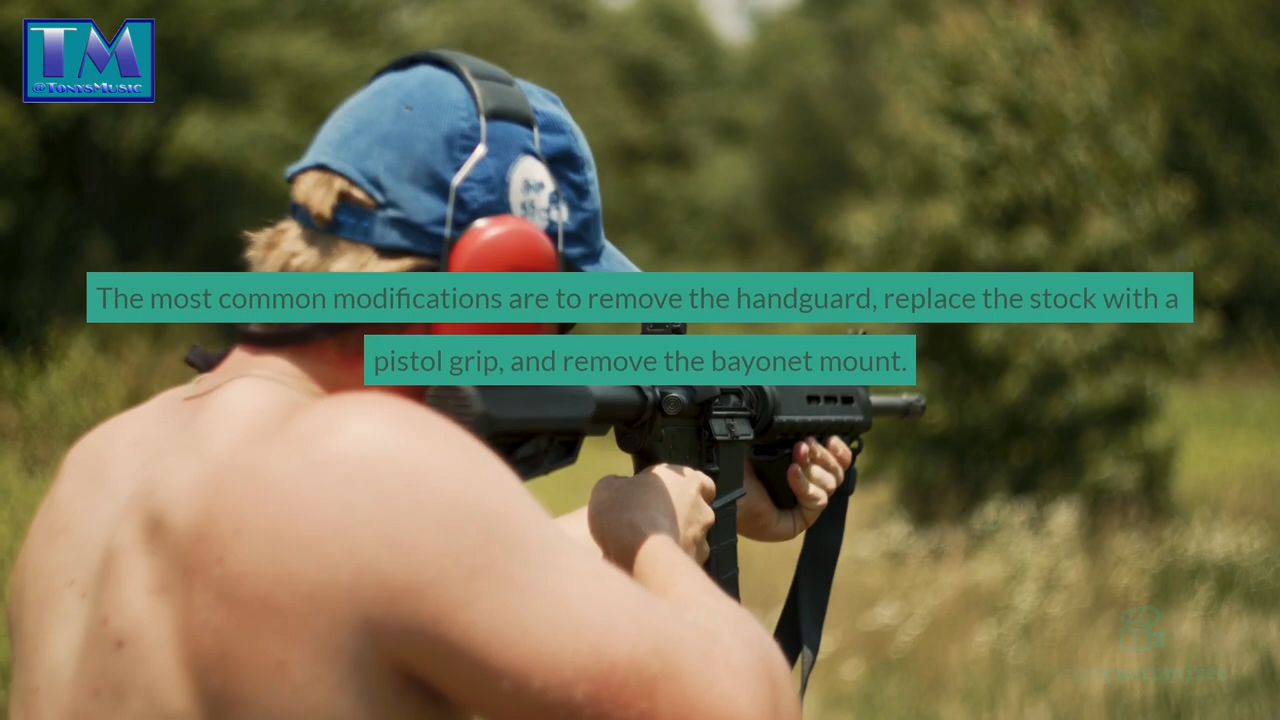 TM
@TonysMusic
The most common modifications are to remove the handguard, replace the stock with a
pistol grip, and remove the bayonet mount.